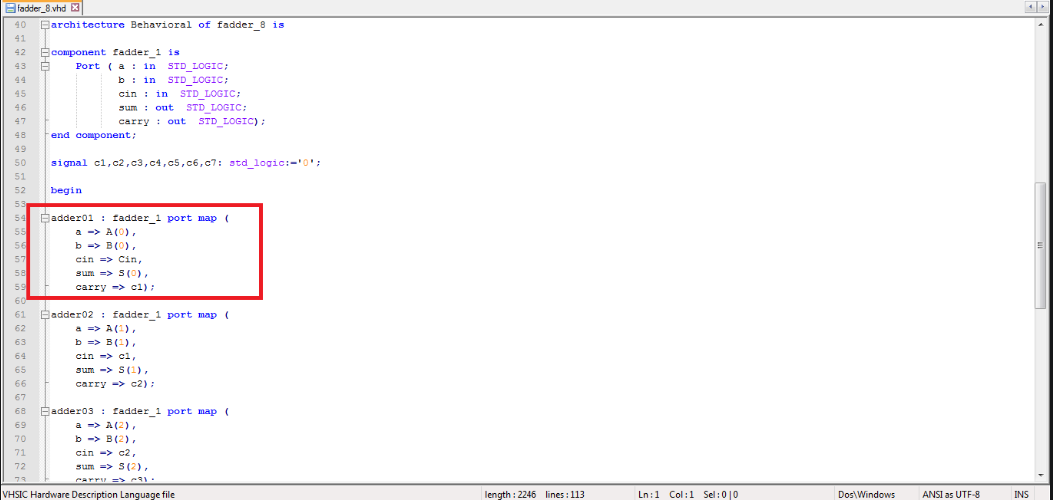 fadder_8.vhd
40 architecture Behavioral of fadder_8 is
41
42 component fadder_1 is
43 Port ( a : in STD_LOGIC;
44 b : in STD_LOGIC;
45 cin : in STD_LOGIC;
46 sum : out STD_LOGIC;
47 carry : out STD_LOGIC);
48 end component;
49
50 signal c1,c2,c3,c4,c5,c6,c7: std_logic:='0';
51
52 begin
53
54 adder01 : fadder_1 port map (
55 a => A(0),
56 b => B(0),
57 cin => Cin,
58 sum => S(0),
59 carry => c1);
60
61 adder02 : fadder_1 port map (
62 a => A(1),
63 b => B(1),
64 cin => c1,
65 sum => S(1),
66 carry => c2);
67
68 adder03 : fadder_1 port map (
69 a => A(2),
70 b => B(2),
71 cin => c2,
72 sum => S(2),
73 carry => c3);
VHSIC Hardware Description Language file length : 2246 lines : 113 Ln : 1 Col : 1 Sel : 0 | 0 Dos\Windows ANSI as UTF-8 INS